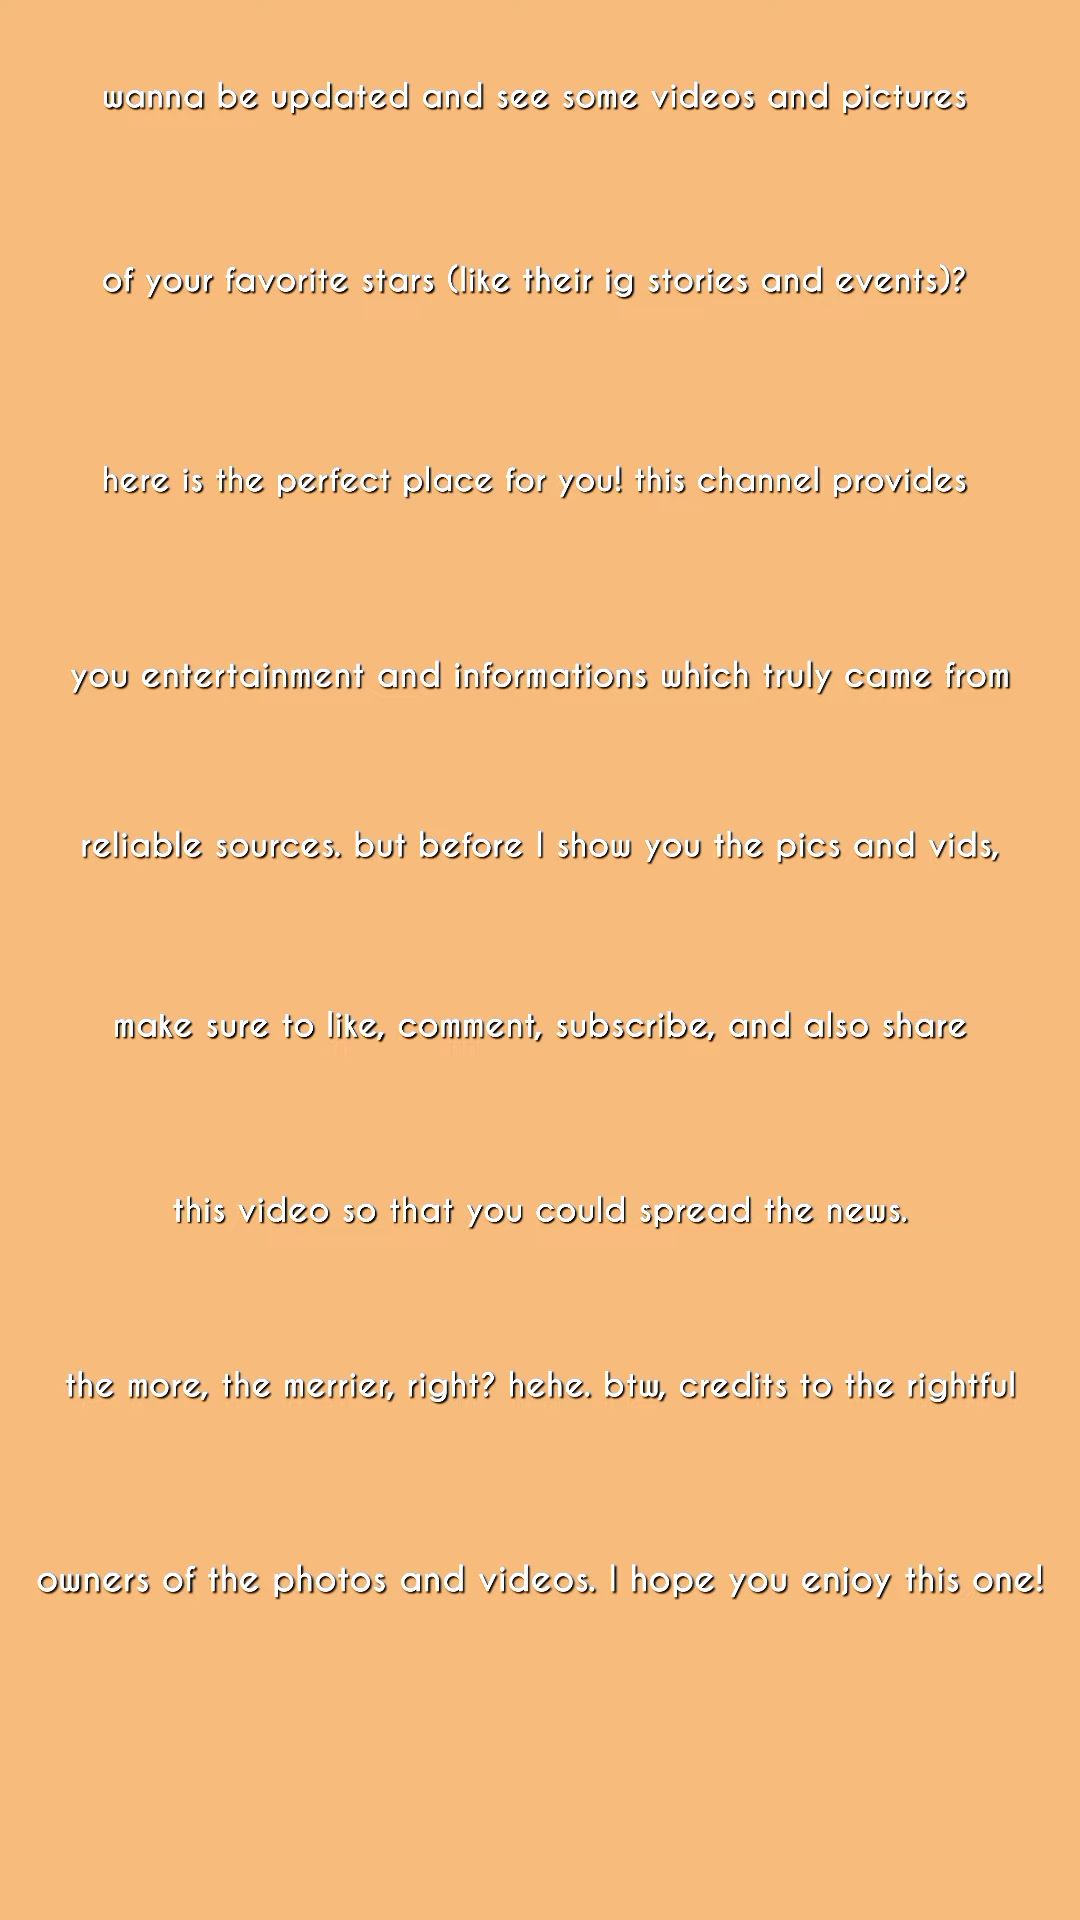 wanna be updated and see some videos and pictures
of your favorite stars (like their ig stories and events)?
here is the perfect place for you! this channel provides
you entertainment and informations which truly came from
reliable sources. but before I show you the pics and vids,
make sure to like, comment, subscribe, and also share
this video so that you could spread the news.
the more, the merrier, right? hehe. btw, credits to the rightful
owners of the photos and videos. I hope you enjoy this one!